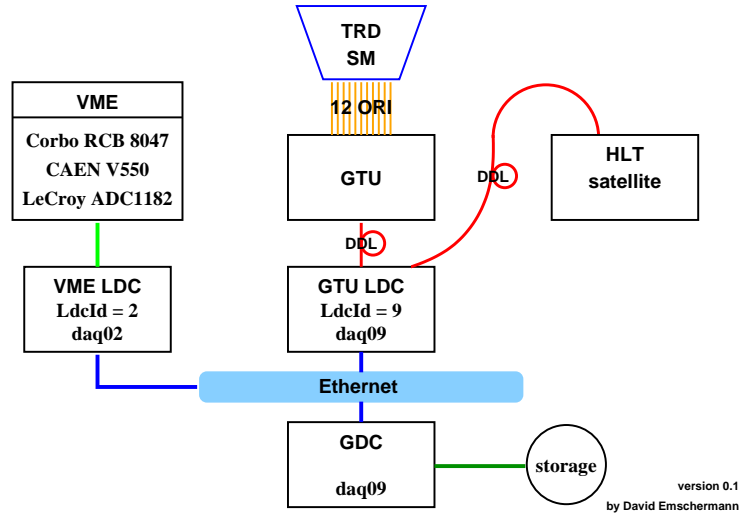 TRD
SM
12 ORI
VME
Corbo RCB 8047
CAEN V550
LeCroy ADC1182
GTU
HLT
satellite
DDL
DDL
VME LDC
LdcId = 2
daq02
GTU LDC
LdcId = 9
daq09
Ethernet
GDC
daq09
storage
version 0.1
by David Emschermann